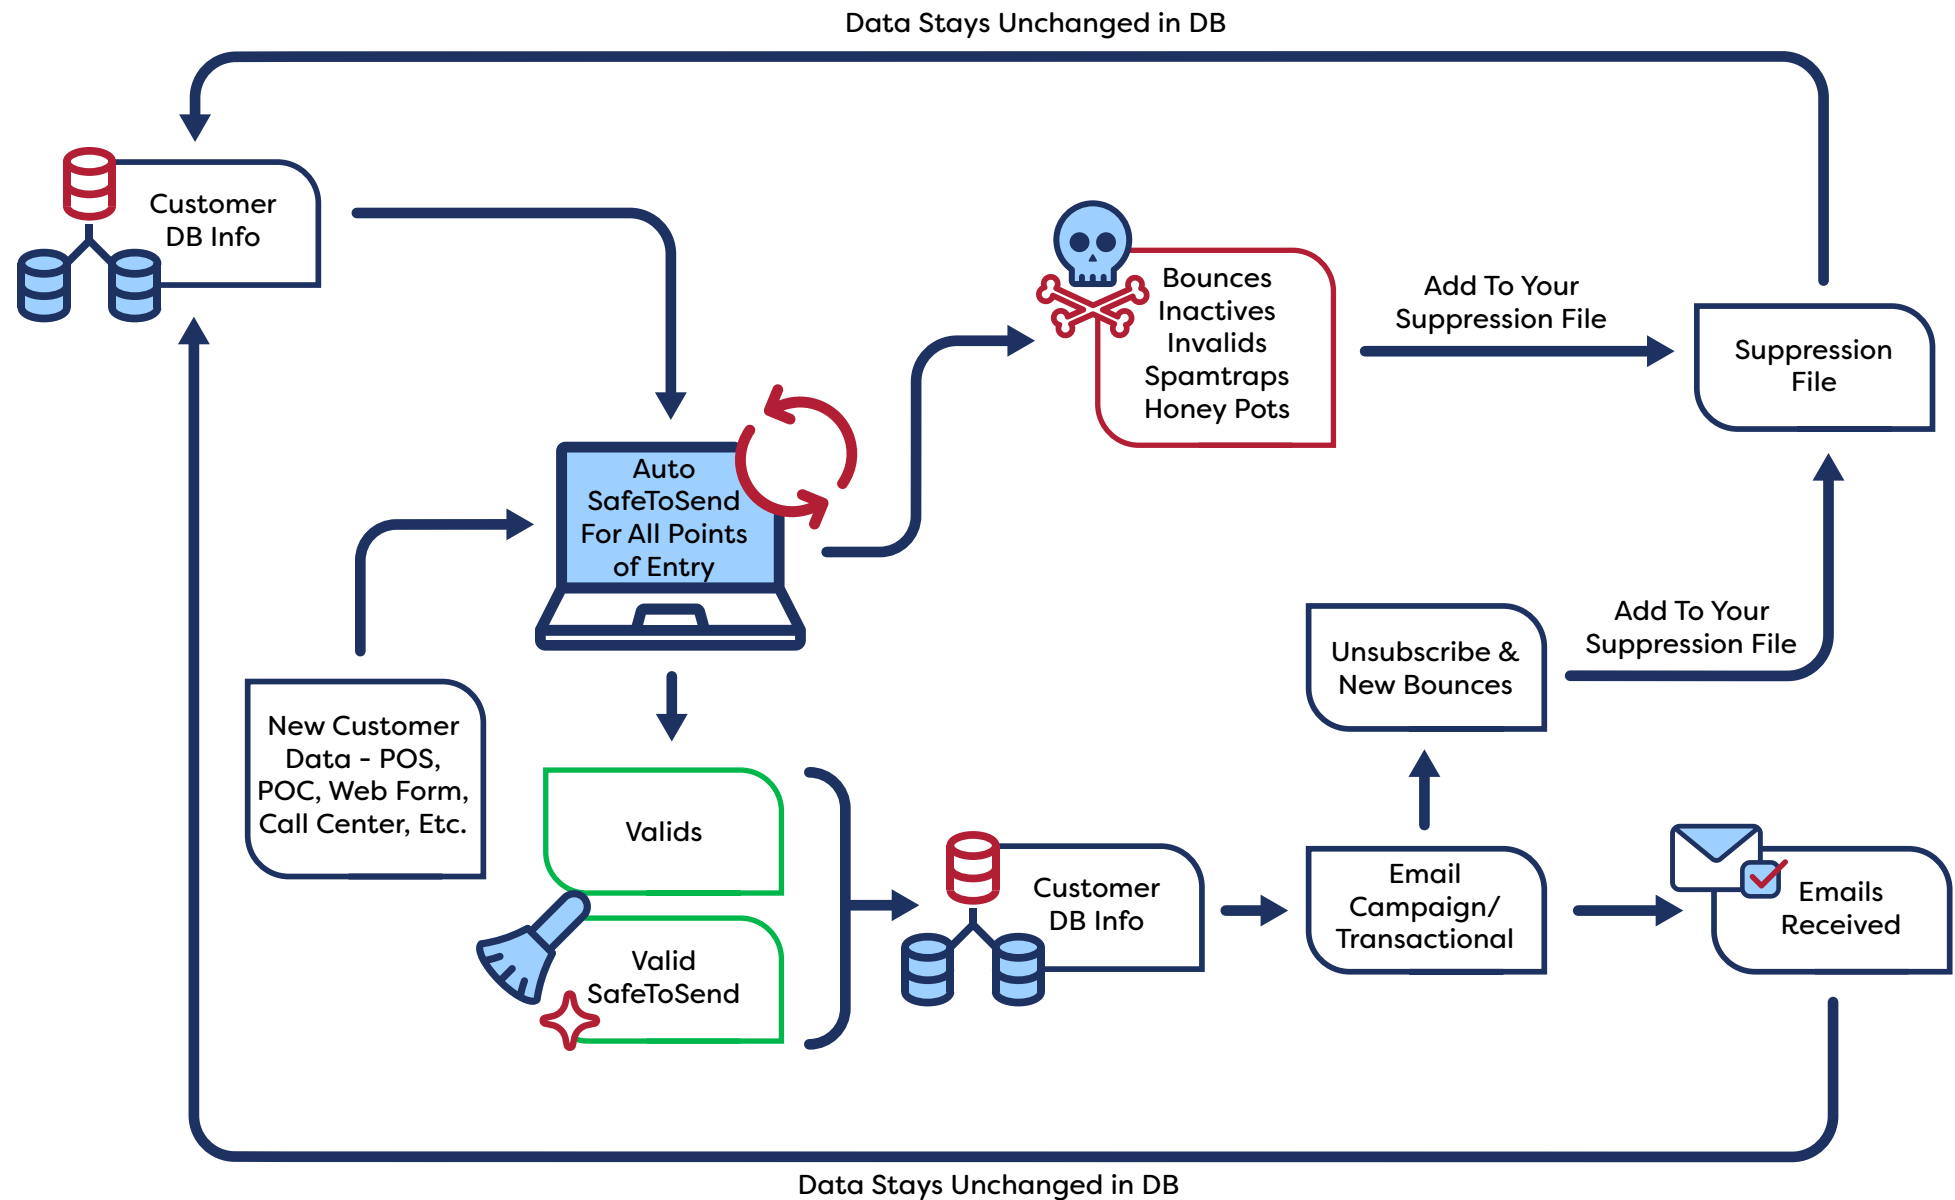 Data Stays Unchanged in DB
Customer
DB Info
Bounces
Inactives
Invalids
Spamtraps
Honey Pots
Add To Your
Suppression File
Suppression
File
Auto
SafeToSend
For All Points
of Entry
New Customer
Data - POS,
POC, Web Form,
Call Center, Etc.
Unsubscribe &
New Bounces
Add To Your
Suppression File
Valids
Valid
SafeToSend
Customer
DB Info
Email
Campaign/
Transactional
Emails
Received
Data Stays Unchanged in DB